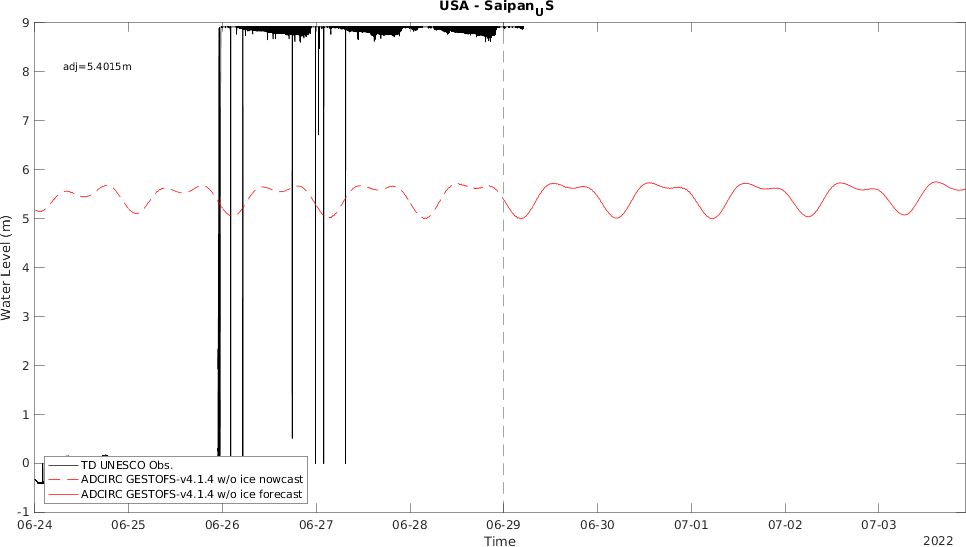 USA - Saipan_US
adj=5.4015m
9
8
7
6
5
4
3
2
1
0
-1
Water Level (m)
TD UNESCO Obs.
ADCIRC GESTOFS-v4.1.4 w/o ice nowcast
ADCIRC GESTOFS-v4.1.4 w/o ice forecast
06-24 06-25 06-26 06-27 06-28 06-29 06-30 07-01 07-02 07-03
Time
2022